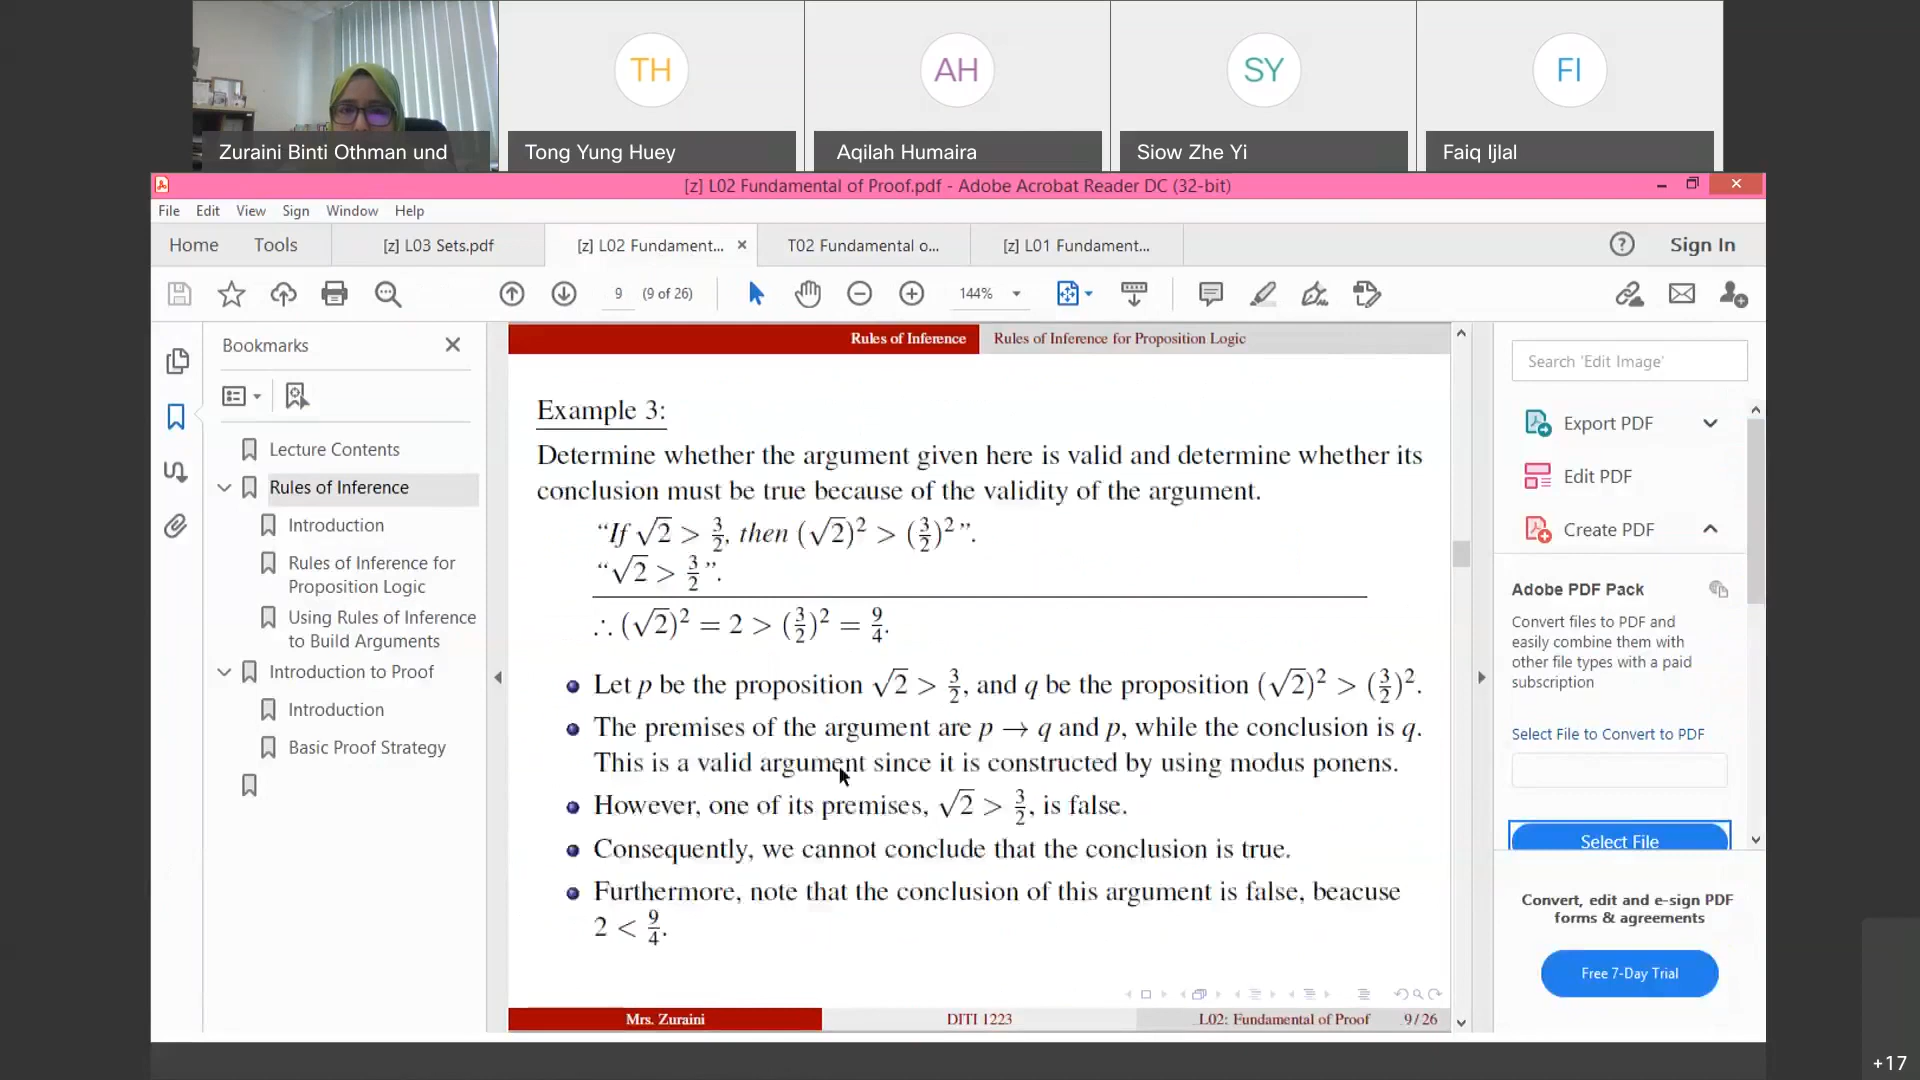 TH
AH
SY
FI
Zuraini Binti Othman und
Tong Yung Huey
Aqilah Humaira
Siow Zhe Yi
Faiq Ijlal
[z] L02 Fundamental of Proof.pdf - Adobe Acrobat Reader DC (32-bit)
File Edit View Sign Window Help
Home Tools [z] L03 Sets.pdf [z] L02 Fundament... T02 Fundamental o... [z] L01 Fundament... Sign In
9 (9 of 26) 144%
Bookmarks
Lecture Contents
Rules of Inference
Introduction
Rules of Inference for
Proposition Logic
Using Rules of Inference
to Build Arguments
Introduction to Proof
Introduction
Basic Proof Strategy
Rules of Inference Rules of Inference for Proposition Logic
Example 3:
Determine whether the argument given here is valid and determine whether its
conclusion must be true because of the validity of the argument.
“If √2 > 3/2, then (√2)² > (3/2)²”.
“√2 > 3/2”.
∴ (√2)² = 2 > (3/2)² = 9/4.
Let p be the proposition √2 > 3/2, and q be the proposition (√2)² > (3/2)².
The premises of the argument are p → q and p, while the conclusion is q.
This is a valid argument since it is constructed by using modus ponens.
However, one of its premises, √2 > 3/2, is false.
Consequently, we cannot conclude that the conclusion is true.
Furthermore, note that the conclusion of this argument is false, beacuse
2 < 9/4.
Mrs. Zuraini DITI 1223 L02: Fundamental of Proof 9/26
Search 'Edit Image'
Export PDF
Edit PDF
Create PDF
Adobe PDF Pack
Convert files to PDF and
easily combine them with
other file types with a paid
subscription
Select File to Convert to PDF
Select File
Convert, edit and e-sign PDF
forms & agreements
Free 7-Day Trial
+17